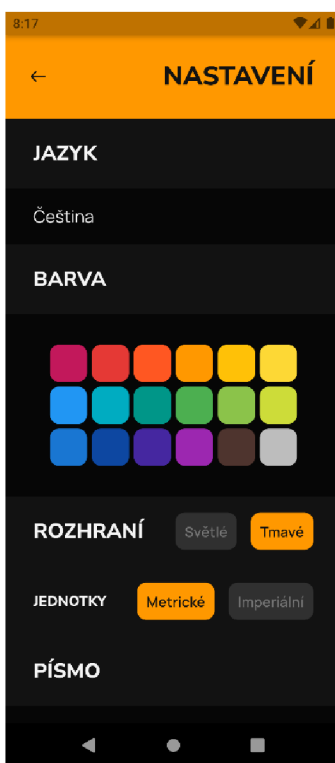 8:17
NASTAVENÍ
JAZYK
Čeština
BARVA
ROZHRANÍ Světlé Tmavé
JEDNOTKY Metrické Imperiální
PÍSMO